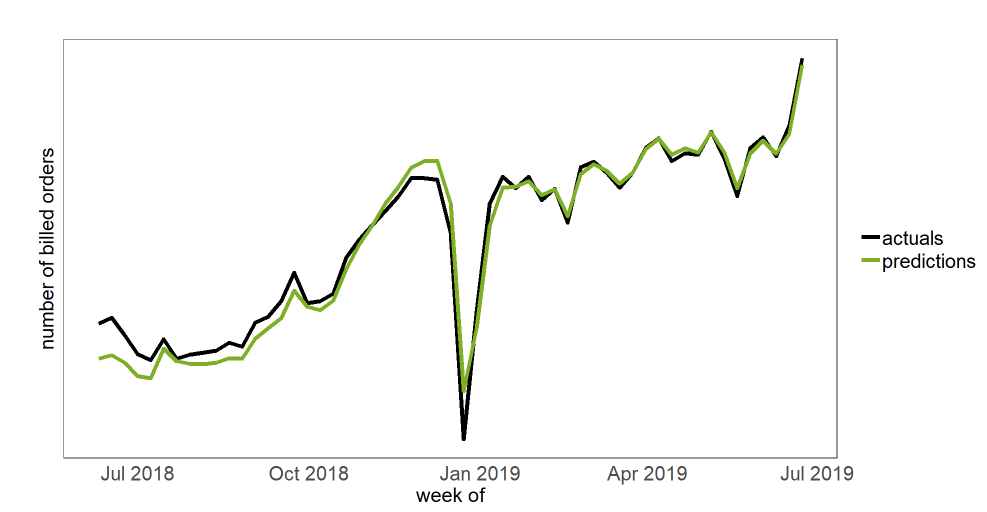 number of billed orders
actuals
predictions
Jul 2018 Oct 2018 Jan 2019 Apr 2019 Jul 2019
week of